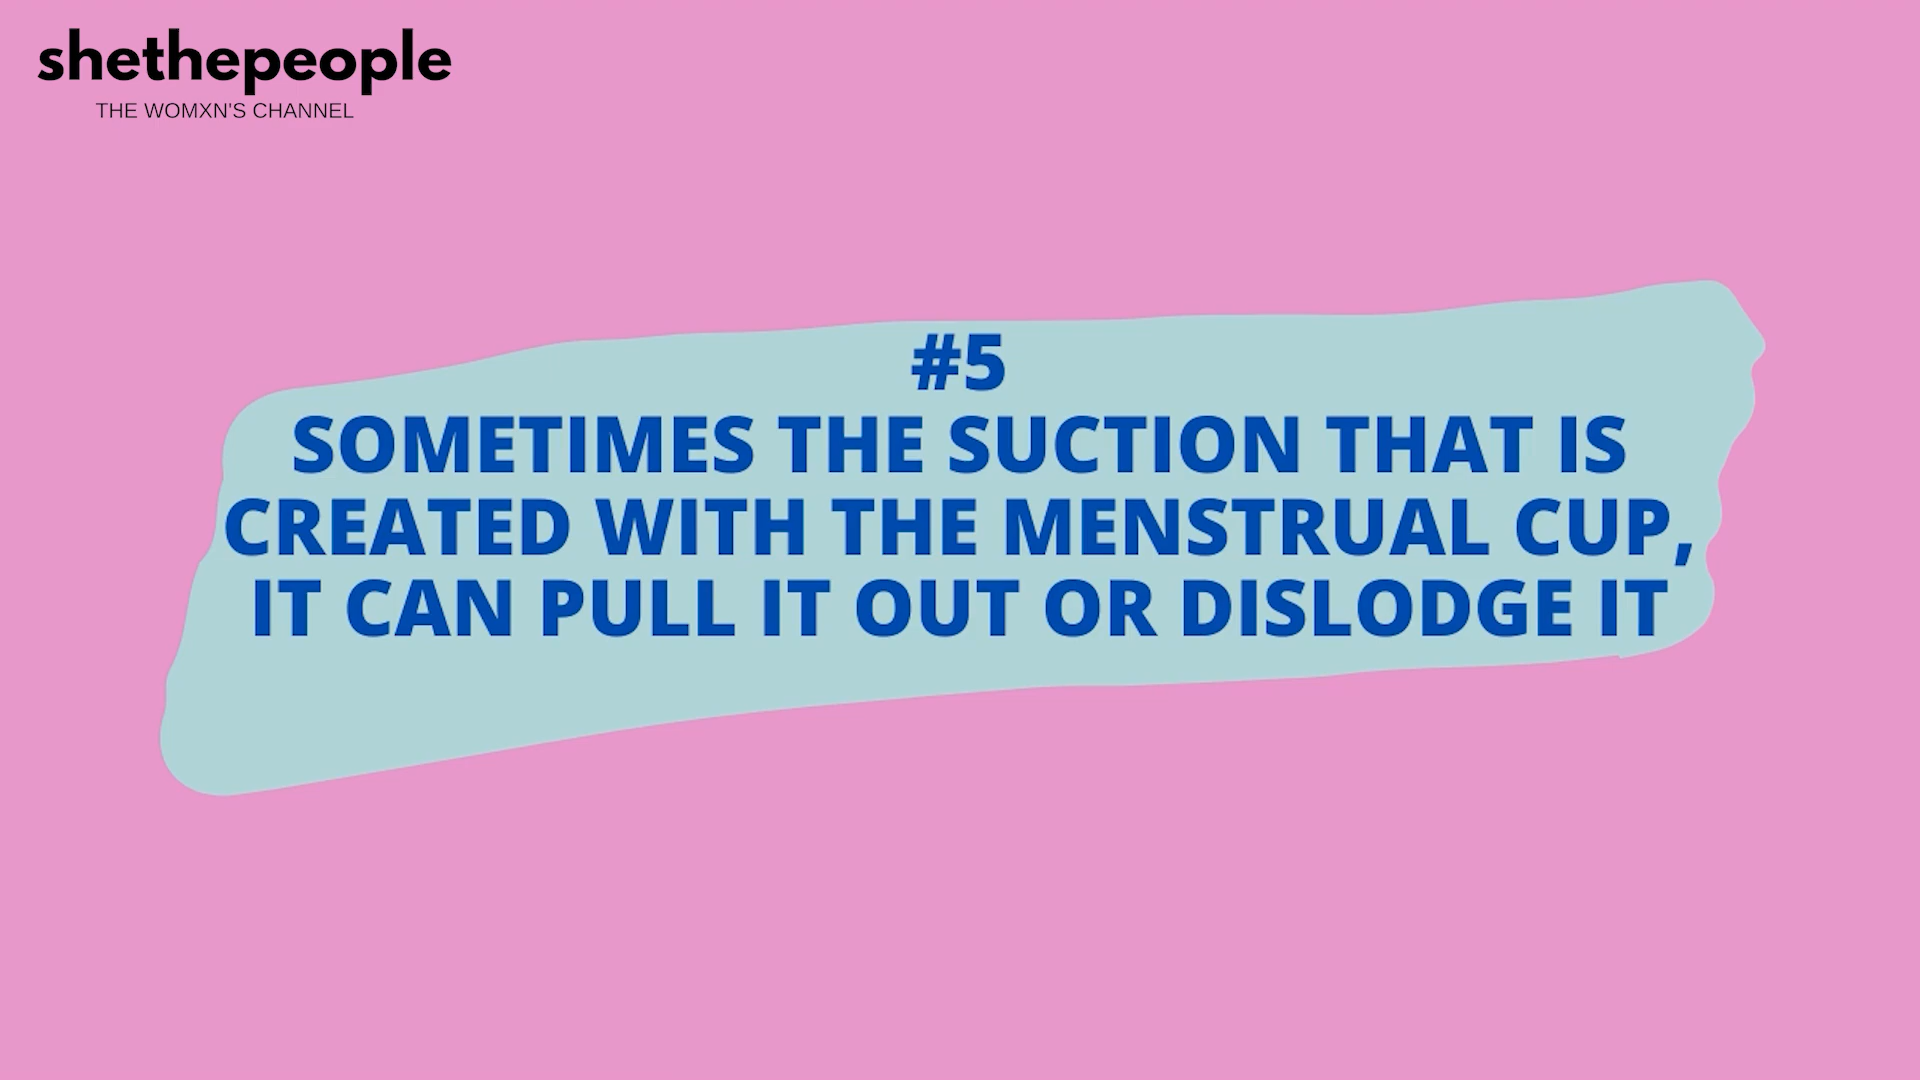 shethepeople
THE WOMXN'S CHANNEL
#5
SOMETIMES THE SUCTION THAT IS
CREATED WITH THE MENSTRUAL CUP,
IT CAN PULL IT OUT OR DISLODGE IT